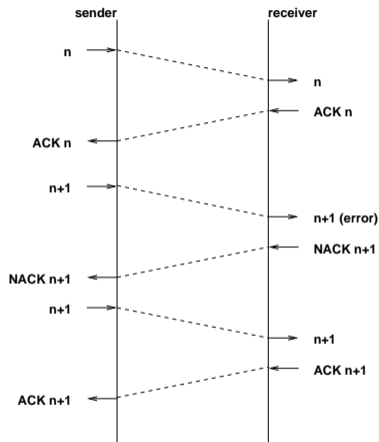 sender receiver
n
n
ACK n
ACK n
n+1
n+1 (error)
NACK n+1
NACK n+1
n+1
n+1
ACK n+1
ACK n+1